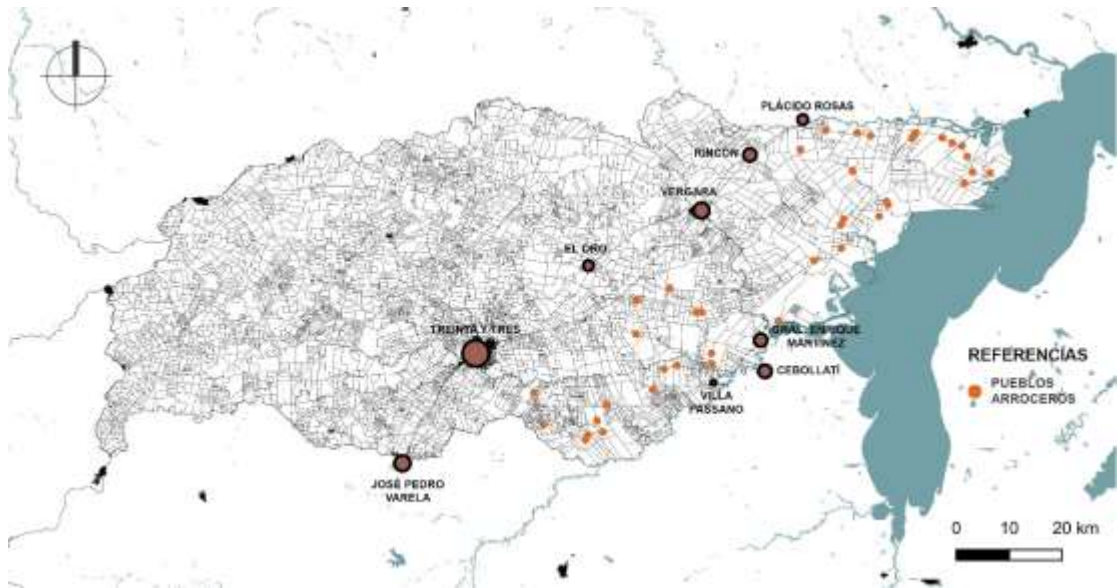 PLÁCIDO ROSAS
RINCÓN
VERGARA
EL ORO
TREINTA Y TRES
GRAL. ENRIQUE
MARTÍNEZ
CEBOLLATÍ
VILLA
PASSANO
JOSÉ PEDRO
VARELA
REFERENCIAS
PUEBLOS
ARROCEROS
0 10 20 km